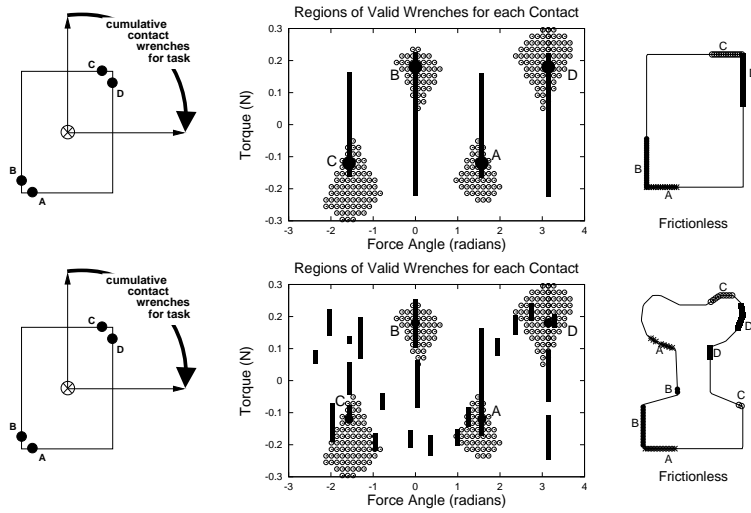 cumulative
contact
wrenches
for task
C
D
B
A
Regions of Valid Wrenches for each Contact
Torque (N)
0.3
0.2
0.1
0
-0.1
-0.2
-0.3
B
D
C
A
-3 -2 -1 0 1 2 3 4
Force Angle (radians)
C
D
B
A
Frictionless
cumulative
contact
wrenches
for task
C
D
B
A
Regions of Valid Wrenches for each Contact
Torque (N)
0.3
0.2
0.1
0
-0.1
-0.2
-0.3
B
D
C
A
-3 -2 -1 0 1 2 3 4
Force Angle (radians)
C
D
A
D
B
C
B
A
Frictionless